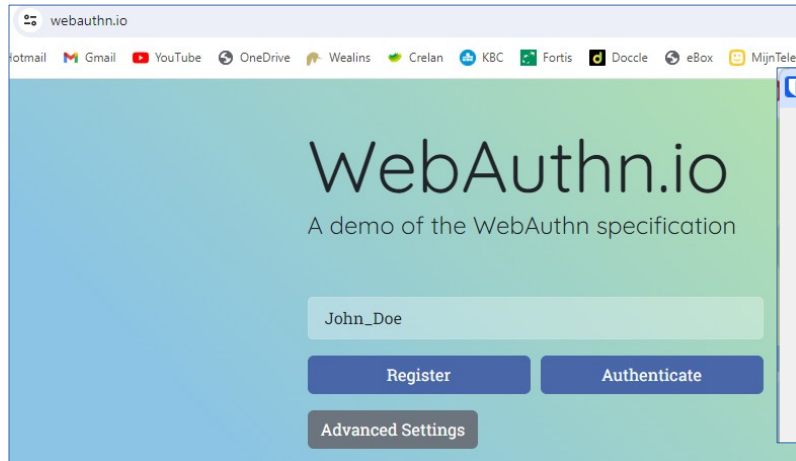 webauthn.io
Hotmail Gmail YouTube OneDrive Wealins Crelan KBC Fortis Doccle eBox MijnTele
WebAuthn.io
A demo of the WebAuthn specification
John_Doe
Register Authenticate
Advanced Settings